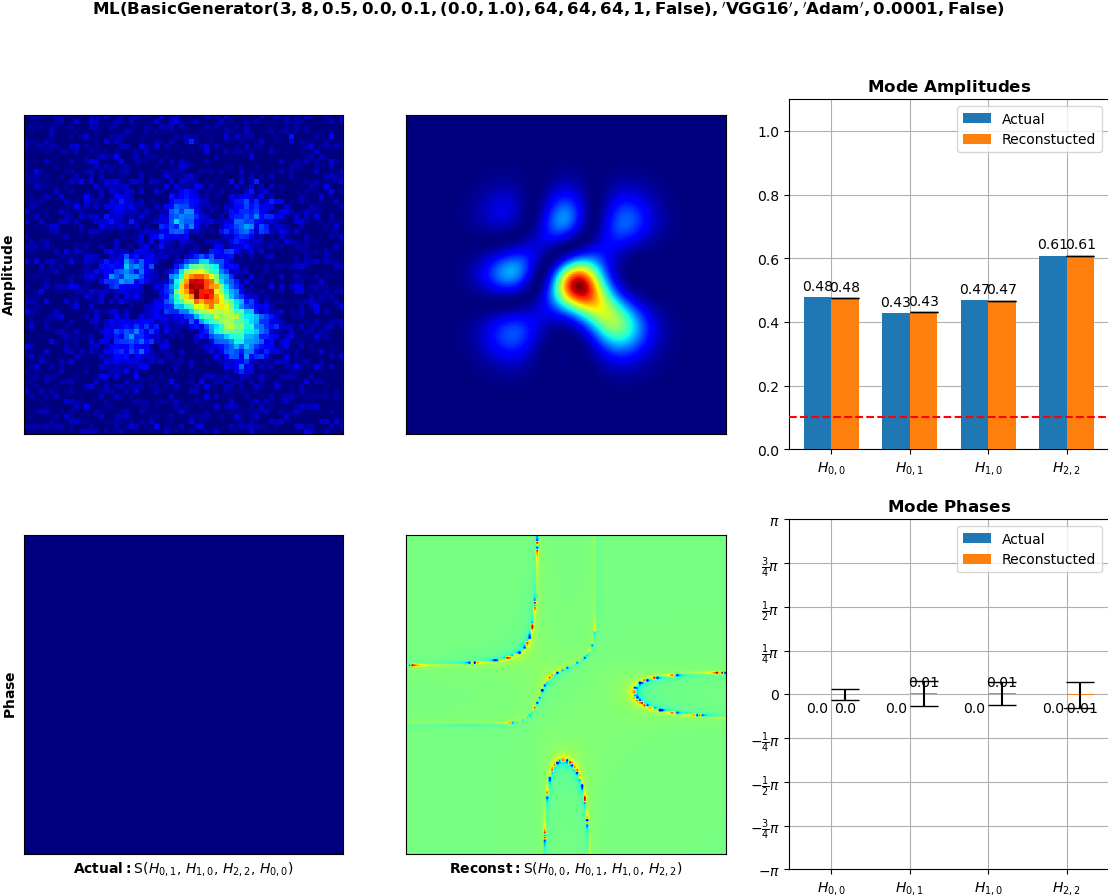 ML(BasicGenerator(3, 8, 0.5, 0.0, 0.1, (0.0, 1.0), 64, 64, 64, 1, False), ′VGG16′, ′Adam′, 0.0001, False)
Amplitude
Mode Amplitudes
Actual
Reconstucted
1.0
0.8
0.6
0.4
0.2
0.0
0.48 0.48
0.43 0.43
0.47 0.47
0.61 0.61
H0, 0
H0, 1
H1, 0
H2, 2
Phase
Actual: S(H0, 1, H1, 0, H2, 2, H0, 0)
Reconst: S(H0, 0, H0, 1, H1, 0, H2, 2)
Mode Phases
Actual
Reconstucted
π
3/4π
1/2π
1/4π
0
−1/4π
−1/2π
−3/4π
−π
0.0 0.0
0.0 0.01
0.0 0.01
0.0 -0.01
H0, 0
H0, 1
H1, 0
H2, 2